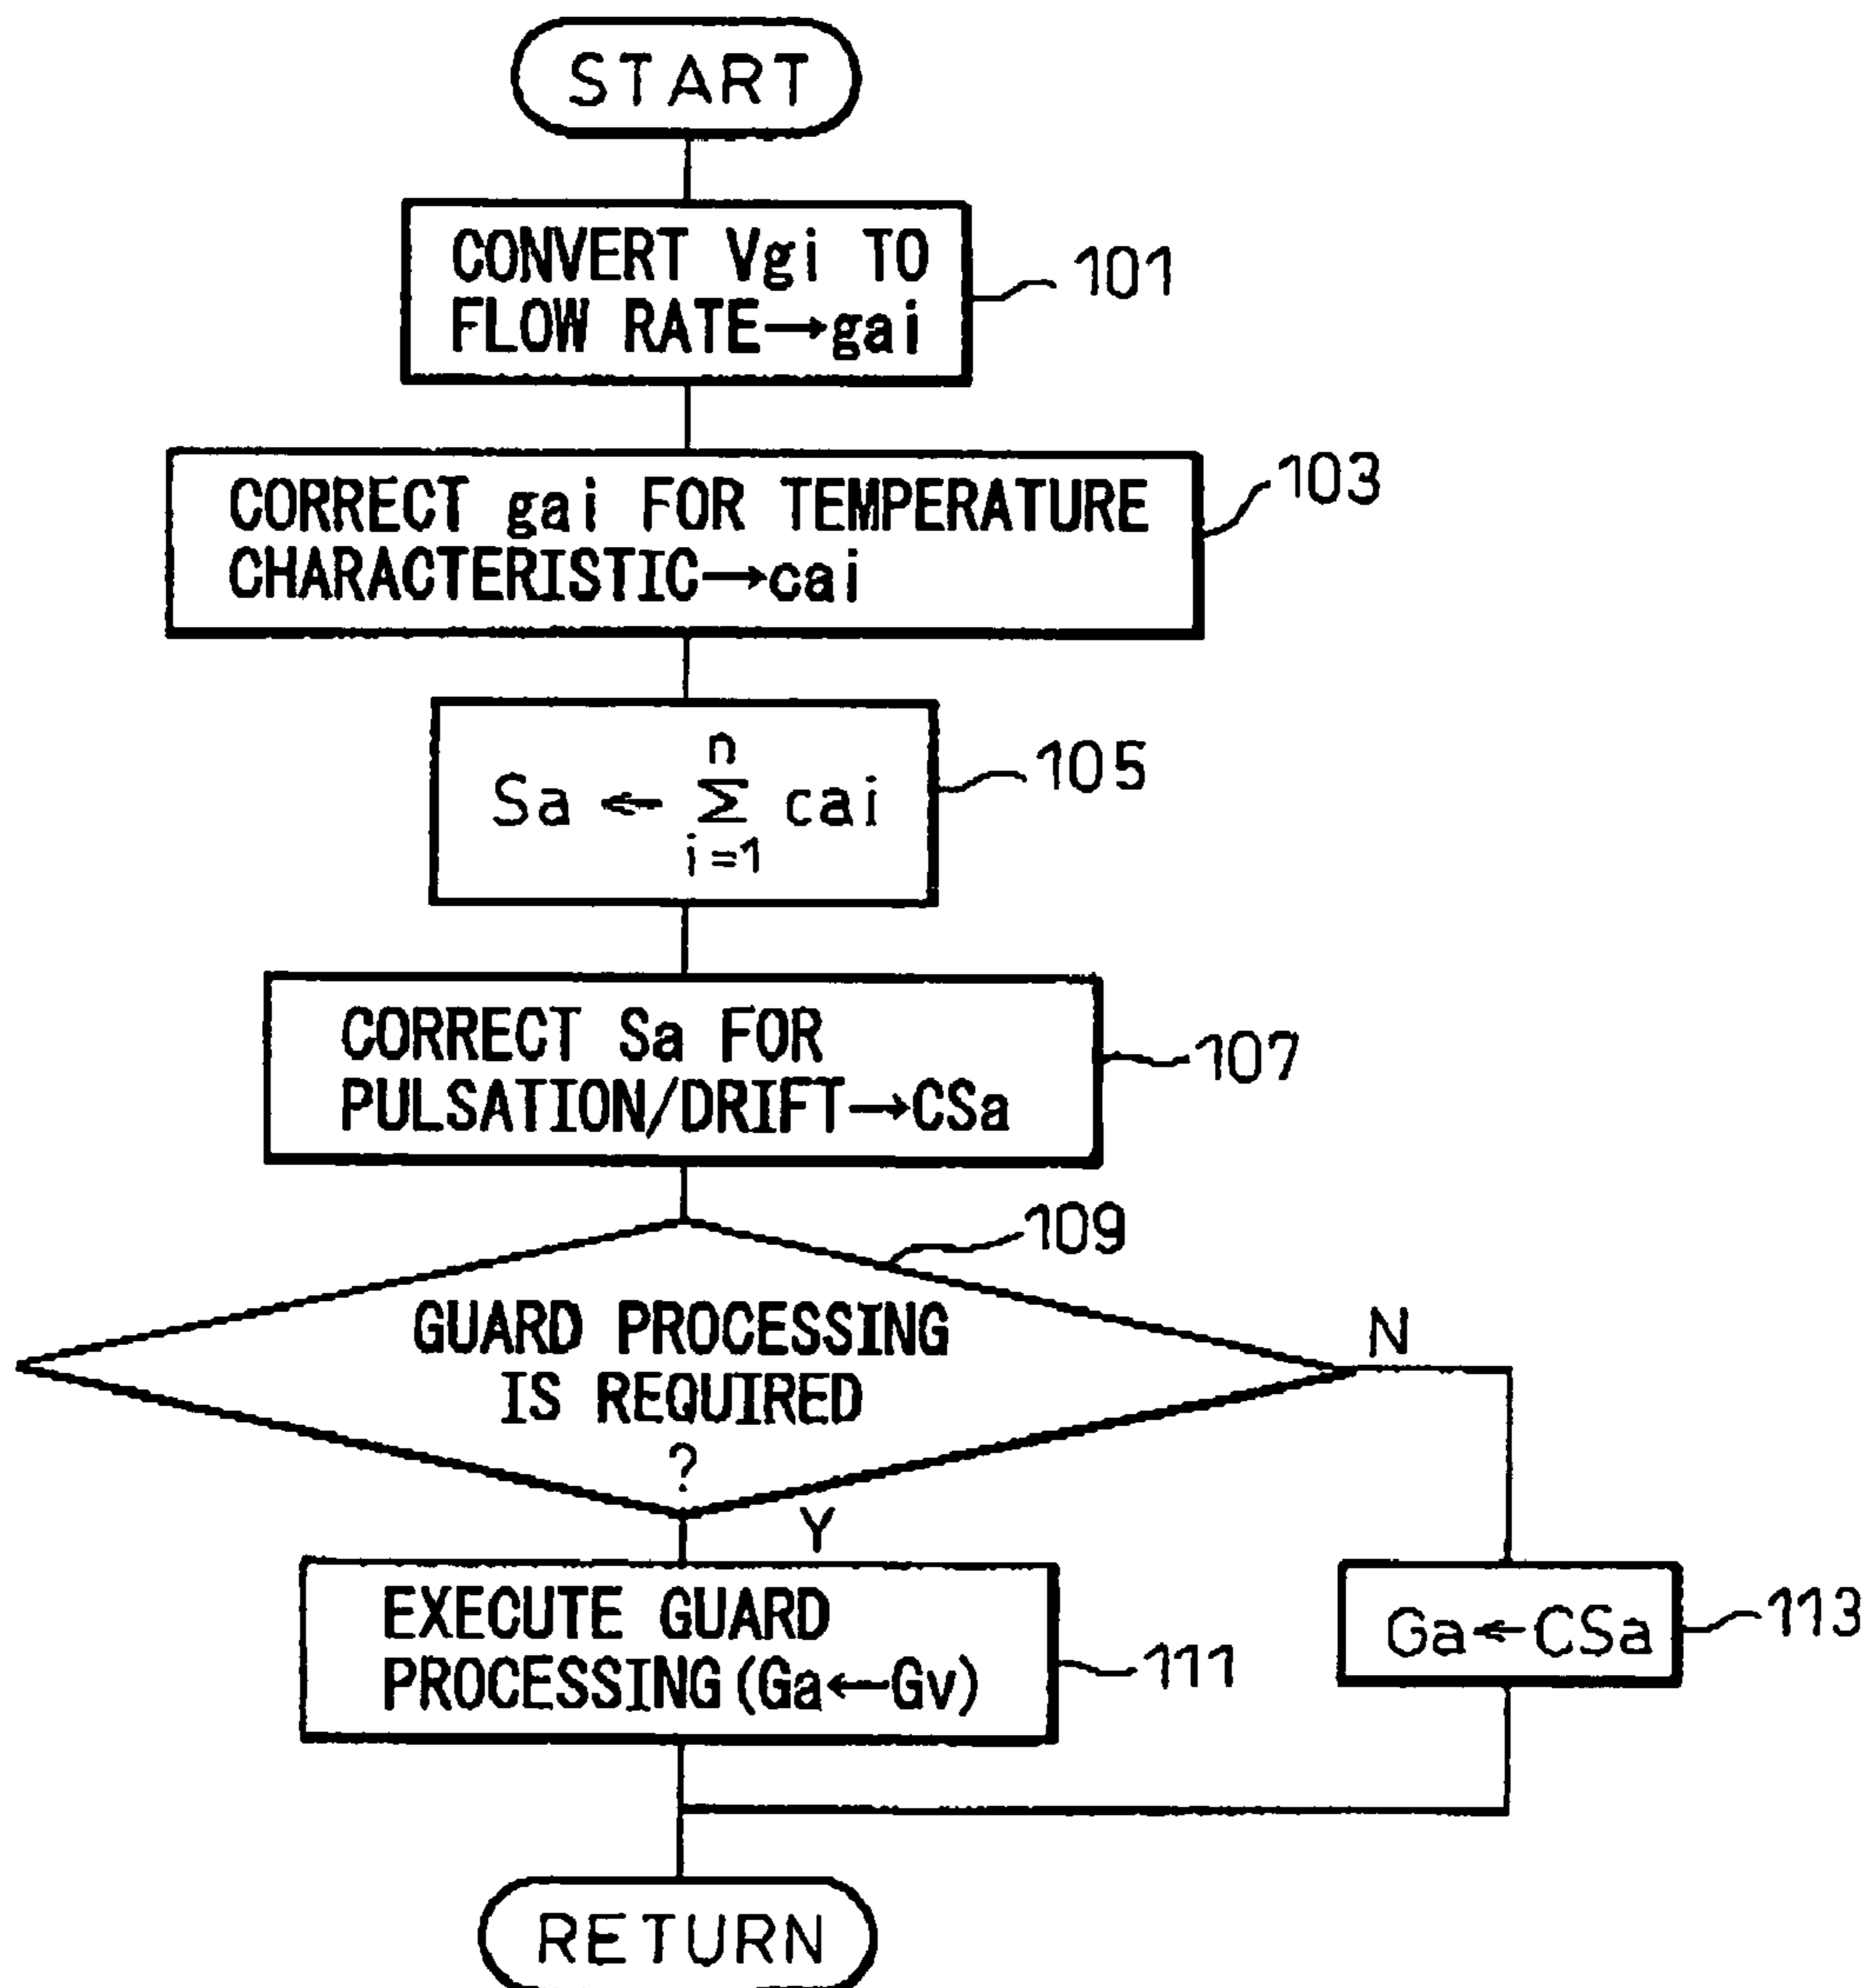 START
CONVERT Vgi TO
FLOW RATE→gai
101
CORRECT gai FOR TEMPERATURE
CHARACTERISTIC→cai
103
n
Sa ← Σ cai
i=1
105
CORRECT Sa FOR
PULSATION/DRIFT→CSa
107
109
GUARD PROCESSING
IS REQUIRED
?
N
Y
EXECUTE GUARD
PROCESSING(Ga←Gv)
111
Ga←CSa
113
RETURN